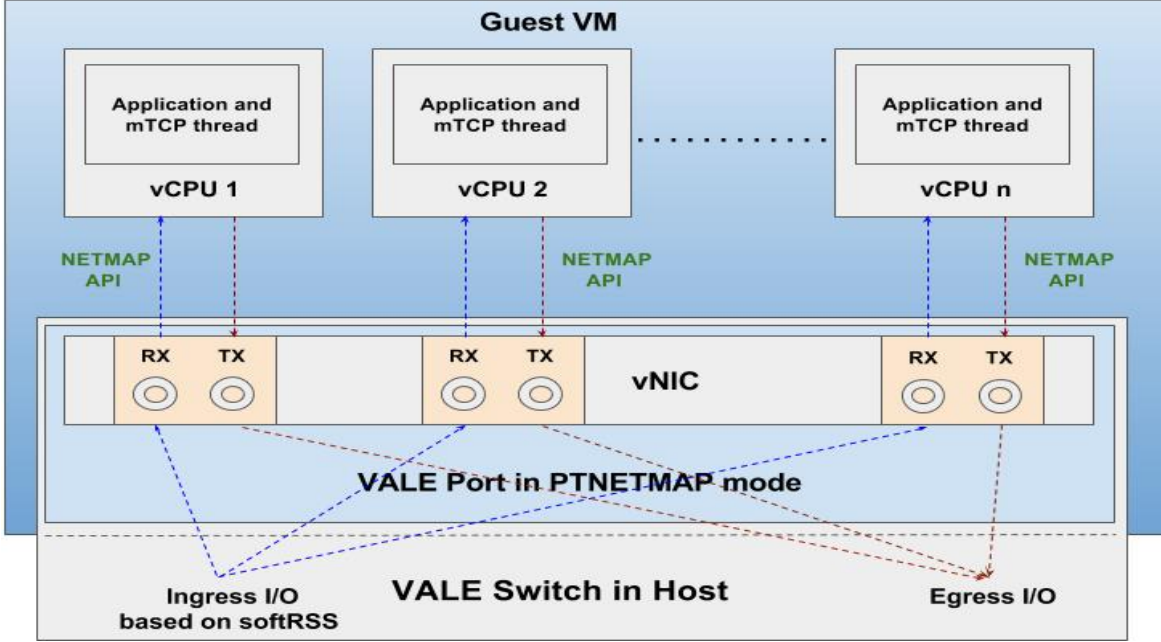 Guest VM
Application and
mTCP thread
vCPU 1
Application and
mTCP thread
vCPU 2
Application and
mTCP thread
vCPU n
NETMAP
API
NETMAP
API
NETMAP
API
RX TX
RX TX
vNIC
RX TX
VALE Port in PTNETMAP mode
Ingress I/O
based on softRSS
VALE Switch in Host
Egress I/O